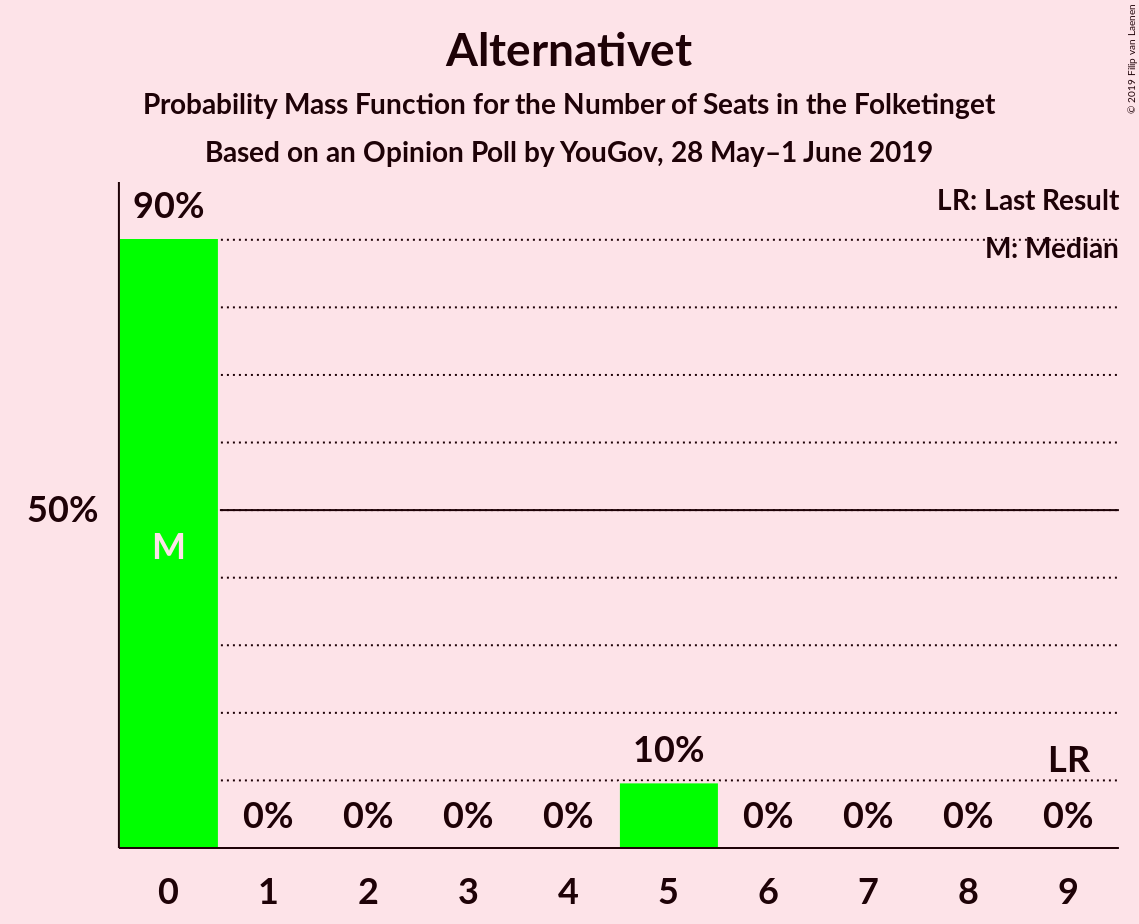 Alternativet
Probability Mass Function for the Number of Seats in the Folketinget
Based on an Opinion Poll by YouGov, 28 May–1 June 2019
© 2019 Filip van Laenen
LR: Last Result
M: Median
90%
50%
M
10%
LR
0% 0% 0% 0% 0% 0% 0% 0%
0 1 2 3 4 5 6 7 8 9